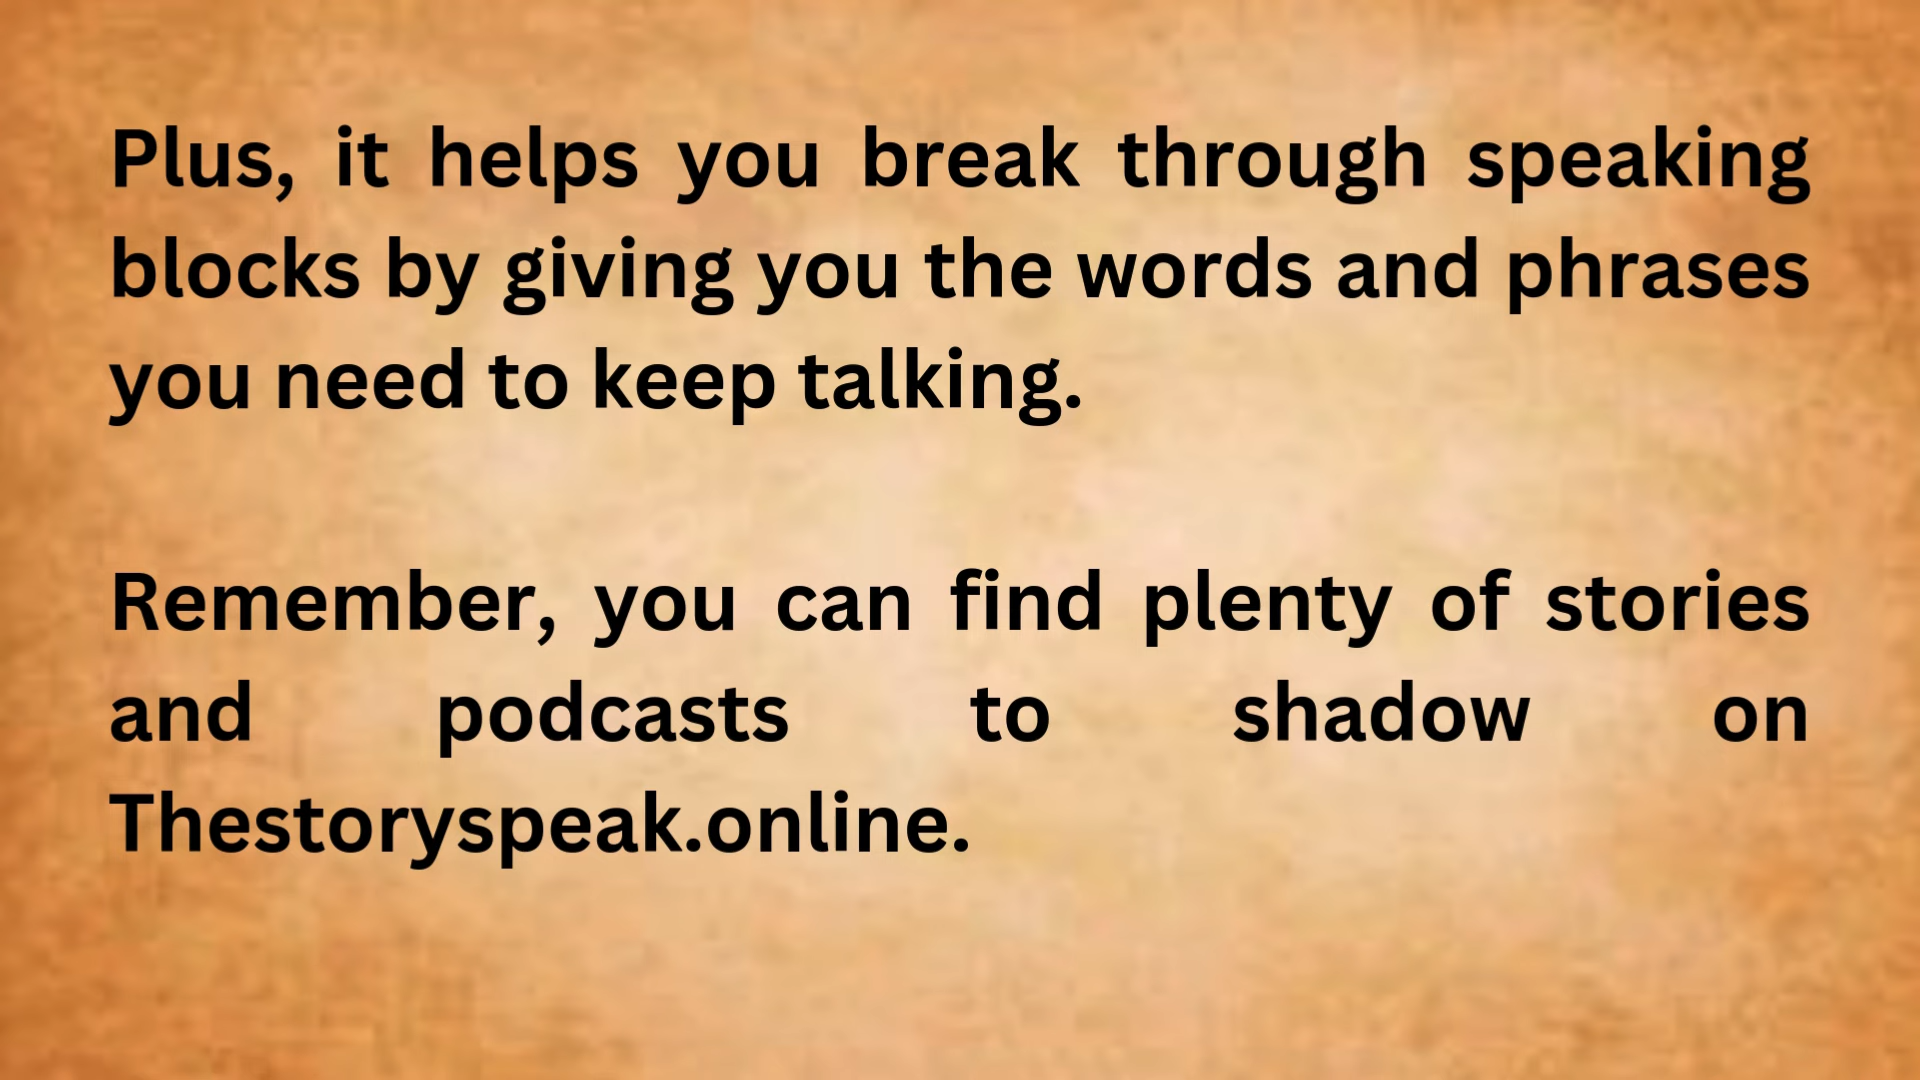 Plus, it helps you break through speaking
blocks by giving you the words and phrases
you need to keep talking.
Remember, you can find plenty of stories
and podcasts to shadow on
Thestoryspeak.online.